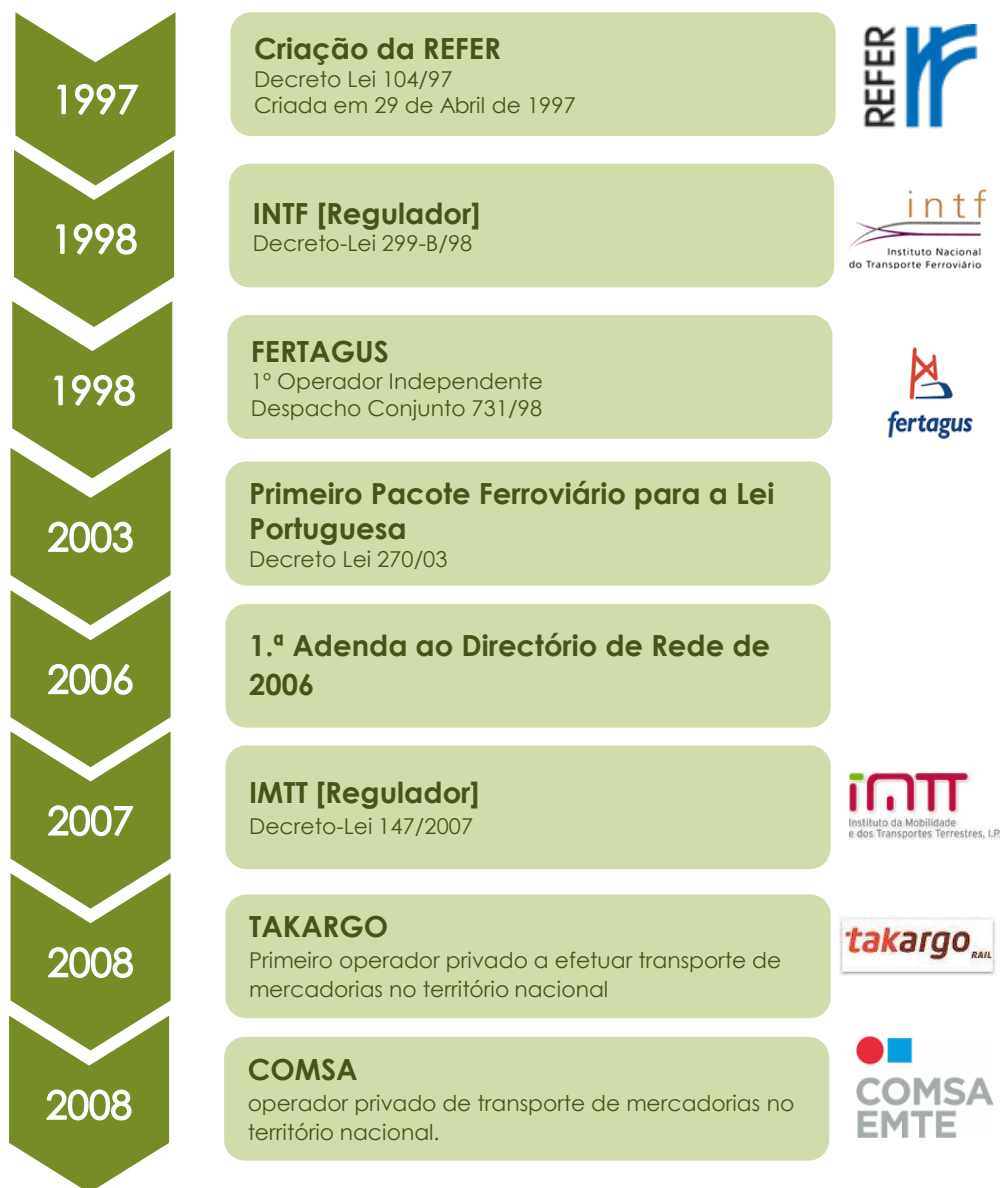 1997
Criação da REFER
Decreto Lei 104/97
Criada em 29 de Abril de 1997
REFER
1998
INTF [Regulador]
Decreto-Lei 299-B/98
intf
Instituto Nacional
do Transporte Ferroviário
1998
FERTAGUS
1º Operador Independente
Despacho Conjunto 731/98
fertagus
2003
Primeiro Pacote Ferroviário para a Lei
Portuguesa
Decreto Lei 270/03
2006
1.ª Adenda ao Directório de Rede de
2006
2007
IMTT [Regulador]
Decreto-Lei 147/2007
imTT
Instituto da Mobilidade
e dos Transportes Terrestres, I.P.
2008
TAKARGO
Primeiro operador privado a efetuar transporte de
mercadorias no território nacional
takargo
RAIL
2008
COMSA
operador privado de transporte de mercadorias no
território nacional.
COMSA
EMTE